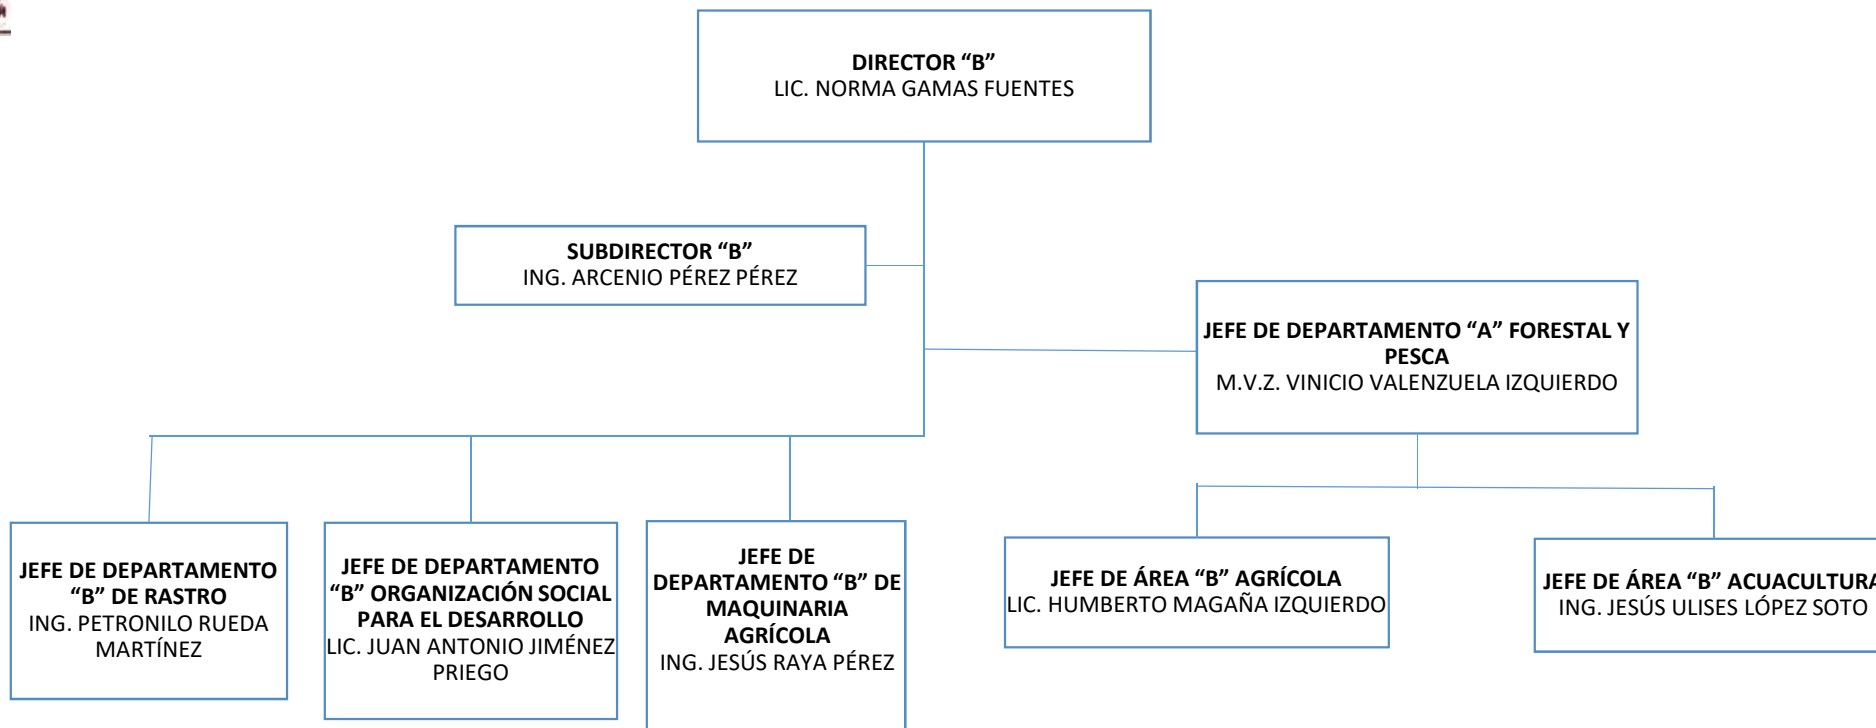 DIRECTOR “B”
LIC. NORMA GAMAS FUENTES
SUBDIRECTOR “B”
ING. ARCENIO PÉREZ PÉREZ
JEFE DE DEPARTAMENTO “A” FORESTAL Y
PESCA
M.V.Z. VINICIO VALENZUELA IZQUIERDO
JEFE DE DEPARTAMENTO
“B” DE RASTRO
ING. PETRONILO RUEDA
MARTÍNEZ
JEFE DE DEPARTAMENTO
“B” ORGANIZACIÓN SOCIAL
PARA EL DESARROLLO
LIC. JUAN ANTONIO JIMÉNEZ
PRIEGO
JEFE DE
DEPARTAMENTO “B” DE
MAQUINARIA
AGRÍCOLA
ING. JESÚS RAYA PÉREZ
JEFE DE ÁREA “B” AGRÍCOLA
LIC. HUMBERTO MAGAÑA IZQUIERDO
JEFE DE ÁREA “B” ACUACULTURA
ING. JESÚS ULISES LÓPEZ SOTO